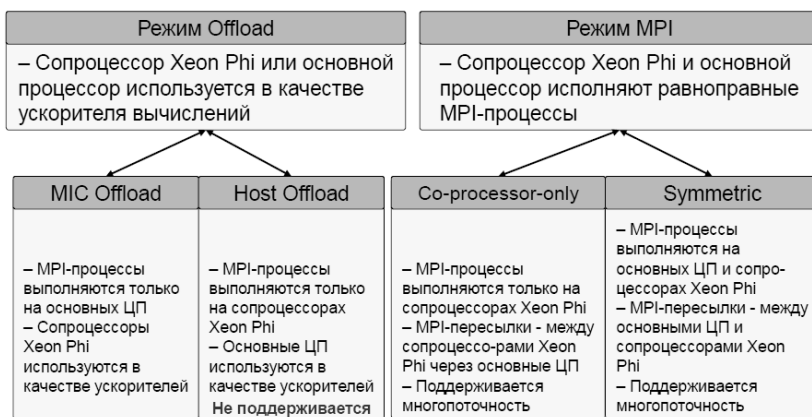 Режим Offload
– Сопроцессор Xeon Phi или основной
процессор используется в качестве
ускорителя вычислений
Режим MPI
– Сопроцессор Xeon Phi и основной
процессор исполняют равноправные
MPI-процессы
MIC Offload
– MPI-процессы
выполняются только
на основных ЦП
– Сопроцессоры
Xeon Phi
используются в
качестве ускорителей
Host Offload
– MPI-процессы
выполняются только
на сопроцессорах
Xeon Phi
– Основные ЦП
используются в
качестве ускорителей
Не поддерживается
Co-processor-only
– MPI-процессы
выполняются только на
сопроцессорах Xeon Phi
– MPI-пересылки - между
сопроцессо-рами Xeon
Phi через основные ЦП
– Поддерживается
многопоточность
Symmetric
– MPI-процессы
выполняются на
основных ЦП и сопро-
цессорах Xeon Phi
– MPI-пересылки - между
основными ЦП и
сопроцессорами Xeon
Phi
– Поддерживается
многопоточность